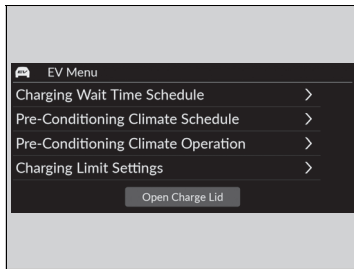 EV
EV Menu
Charging Wait Time Schedule
Pre-Conditioning Climate Schedule
Pre-Conditioning Climate Operation
Charging Limit Settings
Open Charge Lid